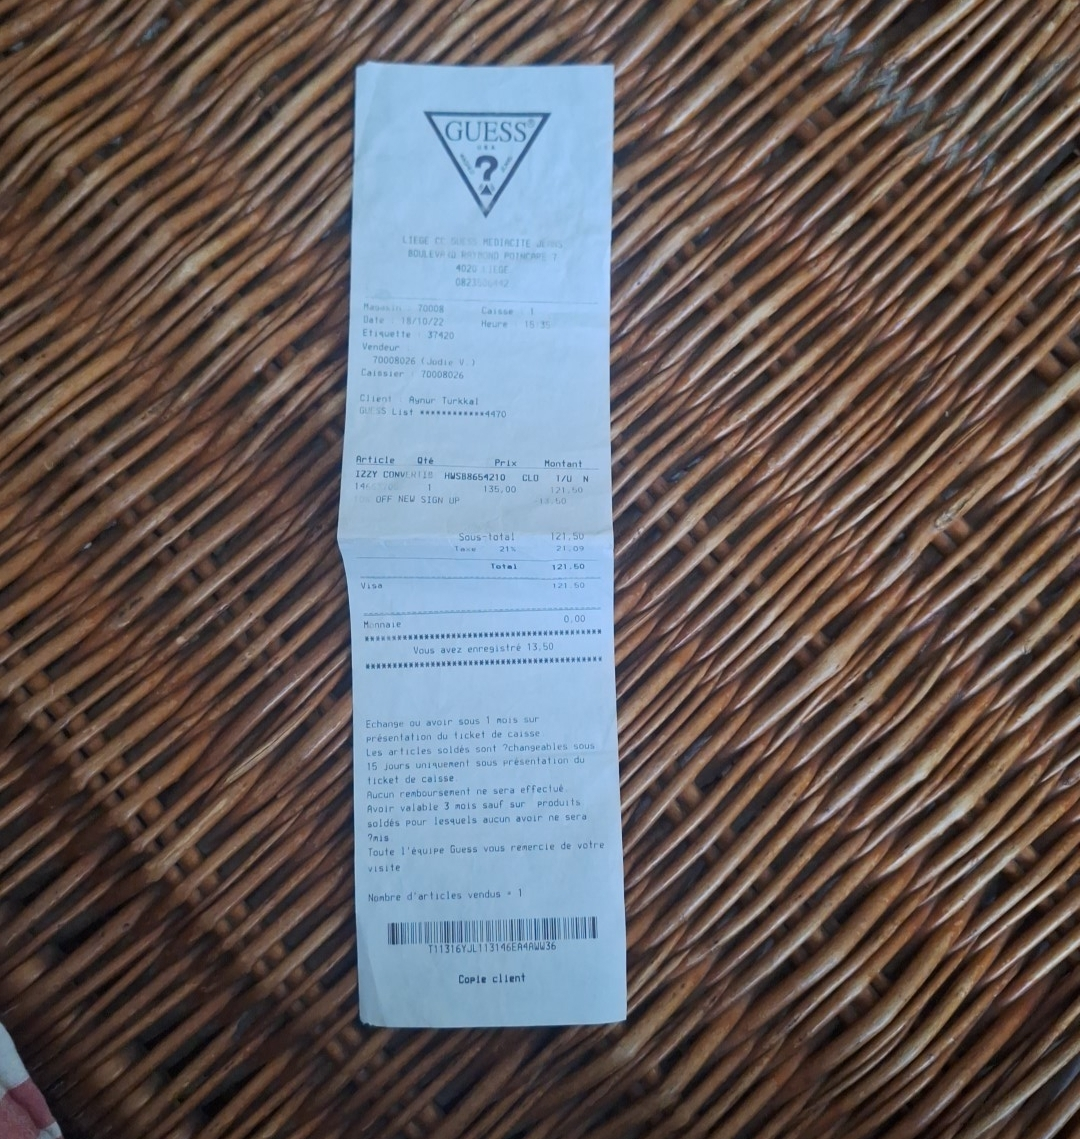 GUESS®
U.S.A.
?
LIEGE CC GUESS MEDIACITE JEANS
BOULEVARD RAYMOND POINCARE 7
4020 LIEGE
Magasin : 70008 Caisse : 1
Date : 18/10/22 Heure : 15:35
Etiquette : 37420
Vendeur :
70008026 (Judie V.)
Caissier : 70008026
Client : Aynur Turkkal
GUESS List ************4470
Article Qté Prix Montant
IZZY HWSB8654210 CLO T/U N
1 135,00 121.50
OFF NEW SIGN UP -13.50
Sous-total 121.50
Taxe 21% 21.09
Total 121.50
Visa 121.50
Monnaie 0.00
Vous avez enregistré 13,50
Echange ou avoir sous 1 mois sur
présentation du ticket de caisse
Les articles soldés sont ?changeables sous
15 jours uniquement sous présentation du
ticket de caisse.
Aucun remboursement ne sera effectué.
Avoir valable 3 mois sauf sur produits
soldés pour lesquels aucun avoir ne sera
?mis
Toute l'équipe Guess vous remercie de votre
visite
Nombre d'articles vendus = 1
T11316YJL113146EA4AWW36
Copie client